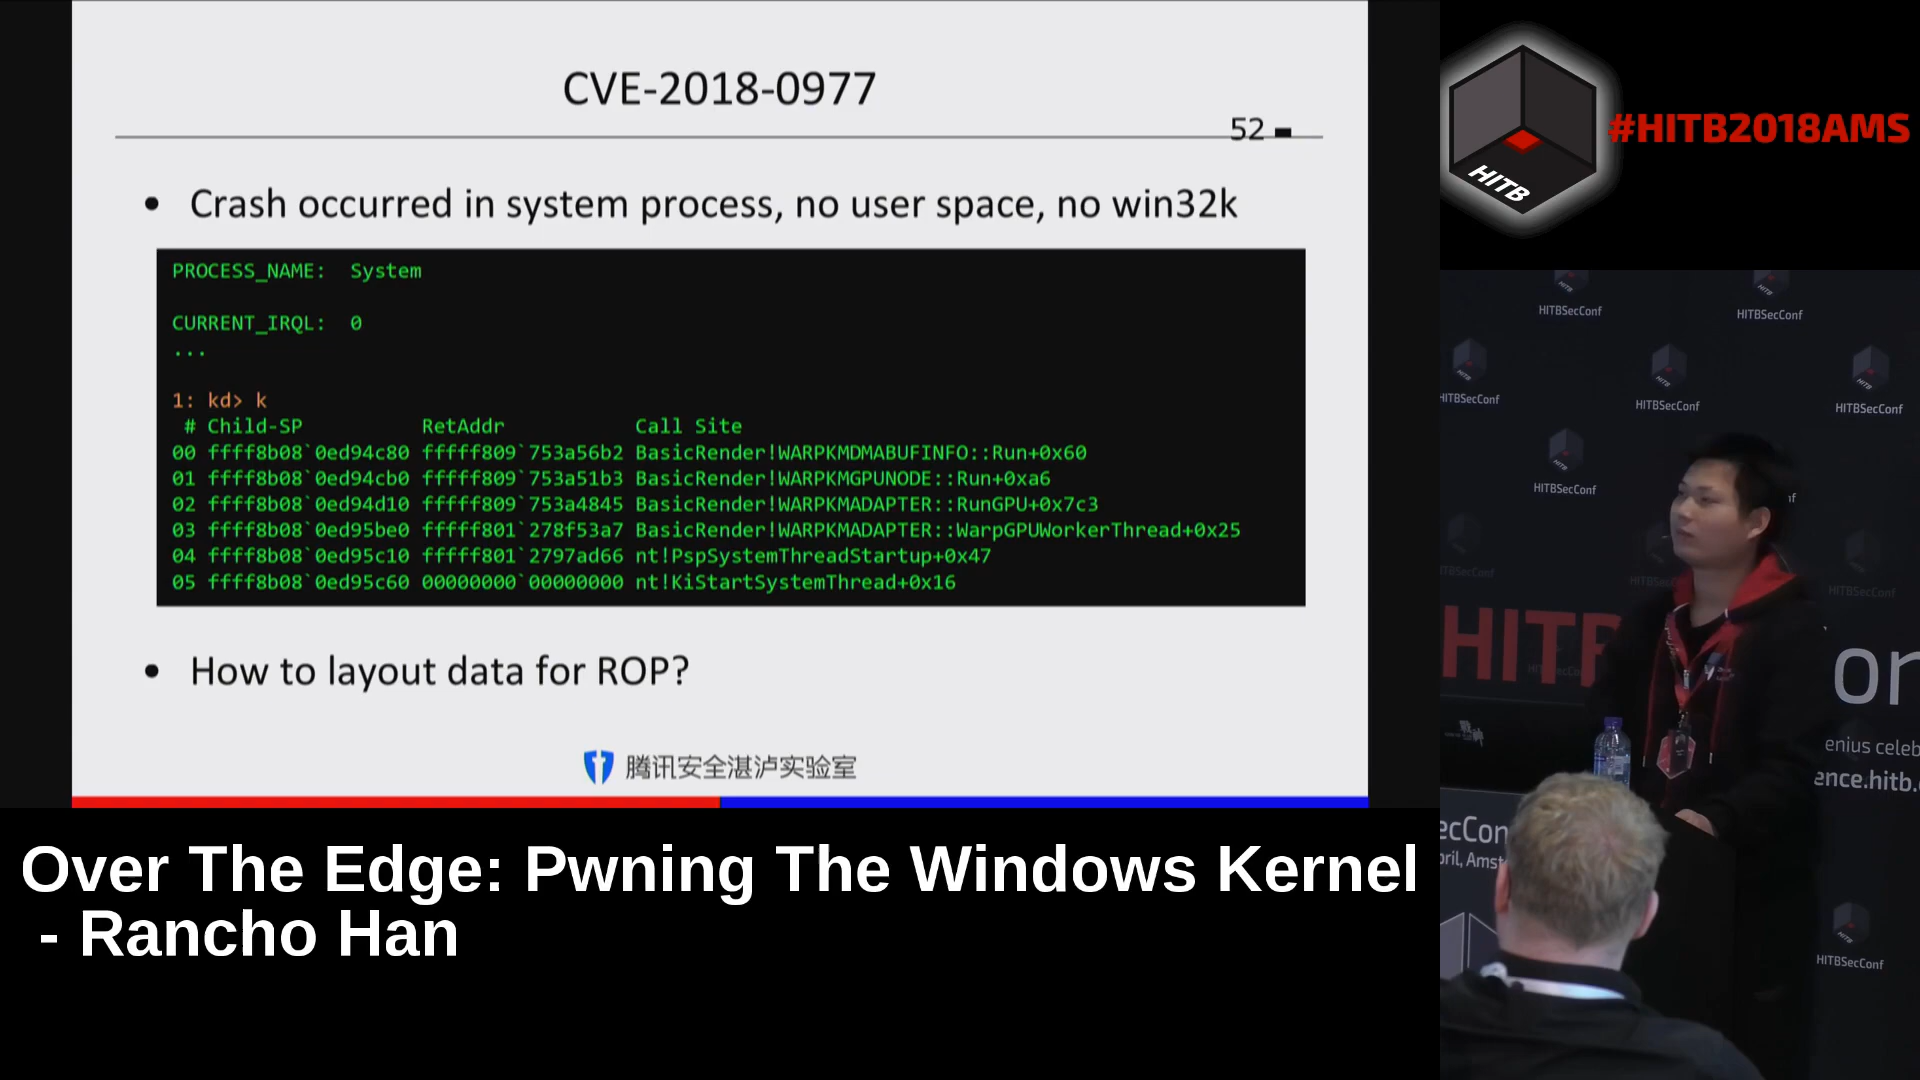 CVE-2018-0977
52
• Crash occurred in system process, no user space, no win32k
PROCESS_NAME: System
CURRENT_IRQL: 0
...
1: kd> k
# Child-SP RetAddr Call Site
00 ffff8b08`0ed94c80 fffff809`753a56b2 BasicRender!WARPKMDMABUFINFO::Run+0x60
01 ffff8b08`0ed94cb0 fffff809`753a51b3 BasicRender!WARPKMGPUNODE::Run+0xa6
02 ffff8b08`0ed94d10 fffff809`753a4845 BasicRender!WARPKMADAPTER::RunGPU+0x7c3
03 ffff8b08`0ed95be0 fffff801`278f53a7 BasicRender!WARPKMADAPTER::WarpGPUWorkerThread+0x25
04 ffff8b08`0ed95c10 fffff801`2797ad66 nt!PspSystemThreadStartup+0x47
05 ffff8b08`0ed95c60 00000000`00000000 nt!KiStartSystemThread+0x16
• How to layout data for ROP?
腾讯安全湛泸实验室
Over The Edge: Pwning The Windows Kernel
- Rancho Han
HITB
#HITB2018AMS
HITBSecConf
HITBSecConf
HITBSecConf
HITBSecConf
HITBSecConf
HITBSecConf
HITB
on
enius celeb
ence.hitb.
ecCon
pril, Amst
HITBSecConf